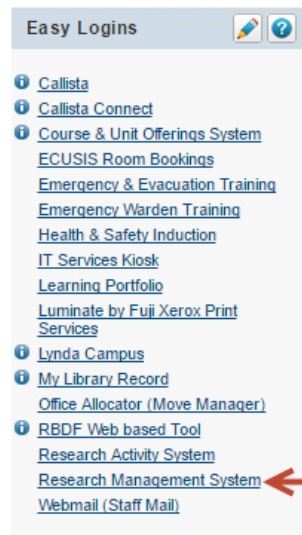 Easy Logins
Callista
Callista Connect
Course & Unit Offerings System
ECUSIS Room Bookings
Emergency & Evacuation Training
Emergency Warden Training
Health & Safety Induction
IT Services Kiosk
Learning Portfolio
Luminate by Fuji Xerox Print
Services
Lynda Campus
My Library Record
Office Allocator (Move Manager)
RBDF Web based Tool
Research Activity System
Research Management System
Webmail (Staff Mail)